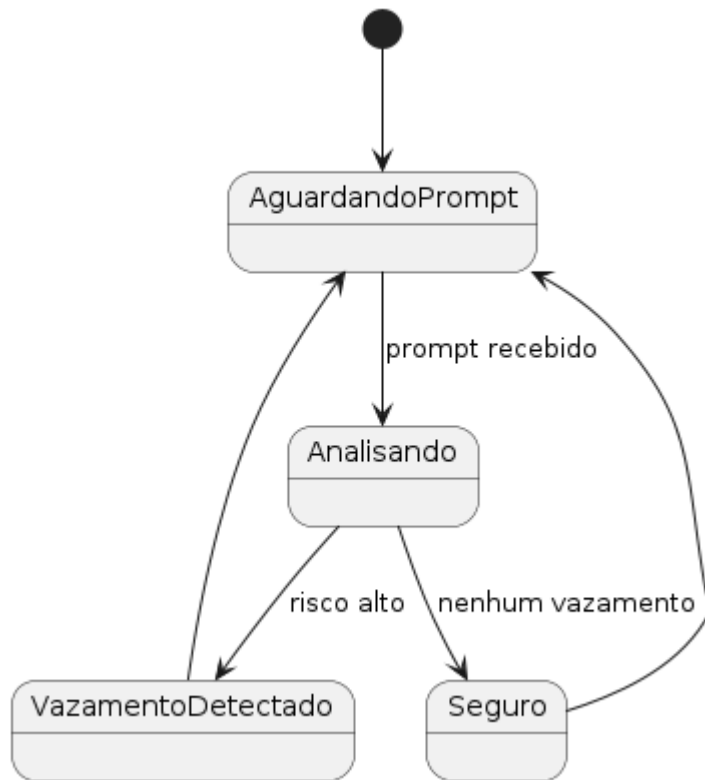 AguardandoPrompt
prompt recebido
Analisando
risco alto
nenhum vazamento
VazamentoDetectado
Seguro